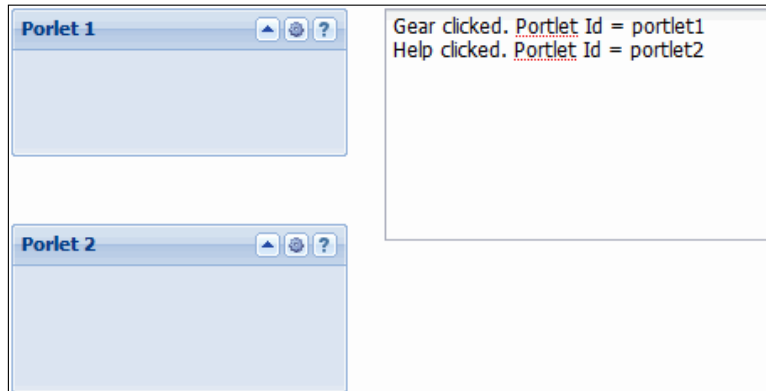 Porlet 1
?
Gear clicked. Portlet Id = portlet1
Help clicked. Portlet Id = portlet2
Porlet 2
?